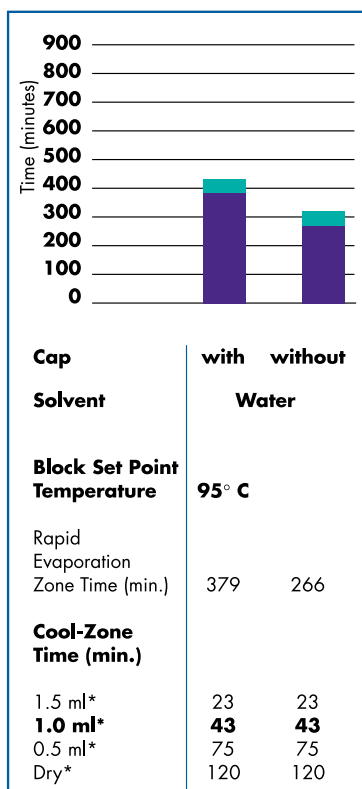 900
800
700
600
500
400
300
200
100
0
Time (minutes)
Cap with without
Solvent Water
Block Set Point
Temperature 95° C
Rapid
Evaporation
Zone Time (min.) 379 266
Cool-Zone
Time (min.)
1.5 ml* 23 23
1.0 ml* 43 43
0.5 ml* 75 75
Dry* 120 120